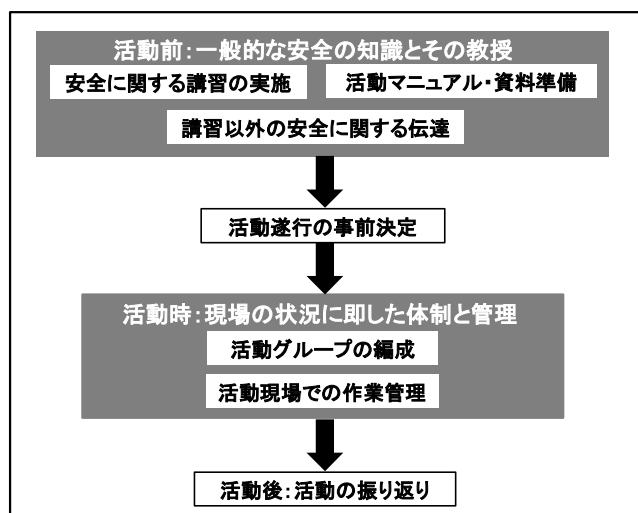 活動前：一般的な安全の知識とその教授
安全に関する講習の実施
活動マニュアル・資料準備
講習以外の安全に関する伝達
活動遂行の事前決定
活動時：現場の状況に即した体制と管理
活動グループの編成
活動現場での作業管理
活動後：活動の振り返り